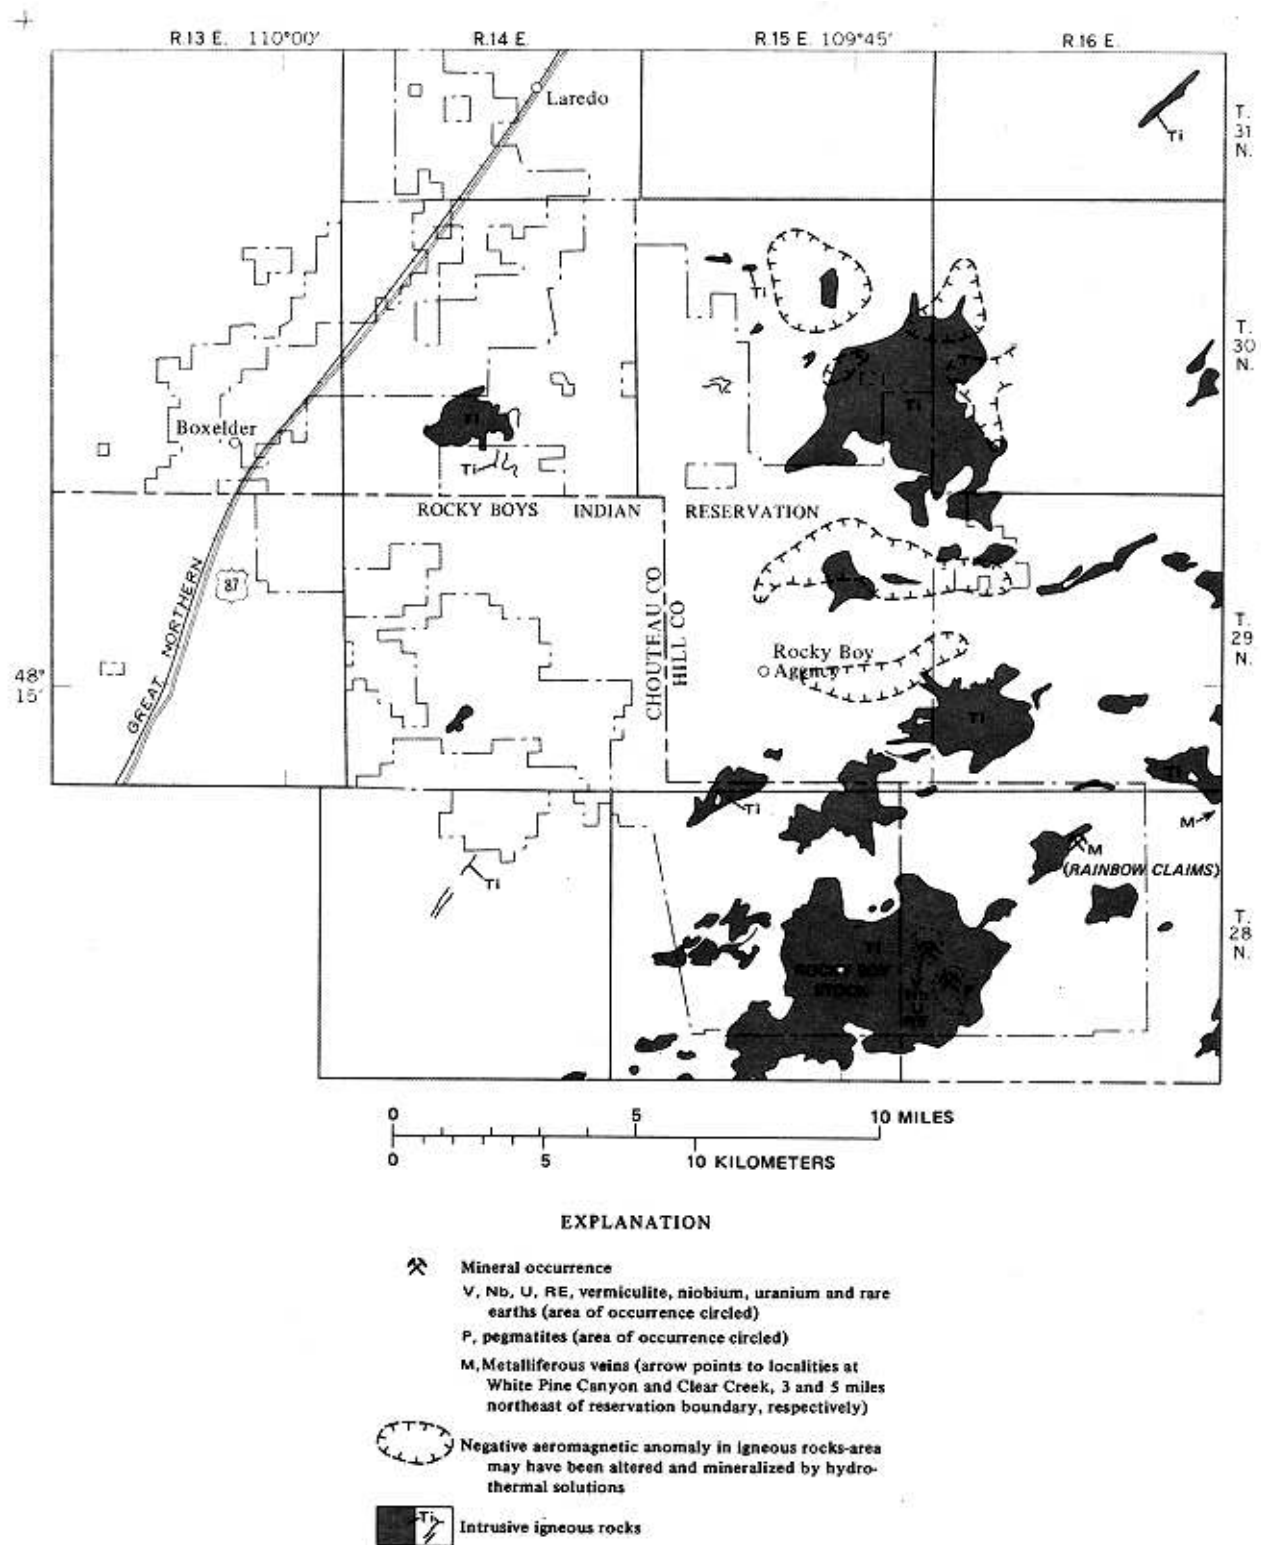 R.13 E. 110°00' R.14 E. R.15 E. 109°45' R.16 E.
Laredo
T.
31
N.
Ti
Ti
T.
30
N.
Ti
Ti
Boxelder
Ti
ROCKY BOYS INDIAN RESERVATION
87
GREAT NORTHERN
CHOUTEAU CO
HILL CO
T.
29
N.
Rocky Boy
Agency
48°
15'
Ti
Ti
Ti
M
M
(RAINBOW CLAIMS)
Ti
T.
28
N.
Ti
ROCKY BOY
STOCK
V
Nb
U
RE
P
0 5 10 MILES
0 5 10 KILOMETERS
EXPLANATION
Mineral occurrence
V, Nb, U, RE, vermiculite, niobium, uranium and rare
earths (area of occurrence circled)
P, pegmatites (area of occurrence circled)
M, Metalliferous veins (arrow points to localities at
White Pine Canyon and Clear Creek, 3 and 5 miles
northeast of reservation boundary, respectively)
Negative aeromagnetic anomaly in igneous rocks-area
may have been altered and mineralized by hydro-
thermal solutions
Ti
Intrusive igneous rocks